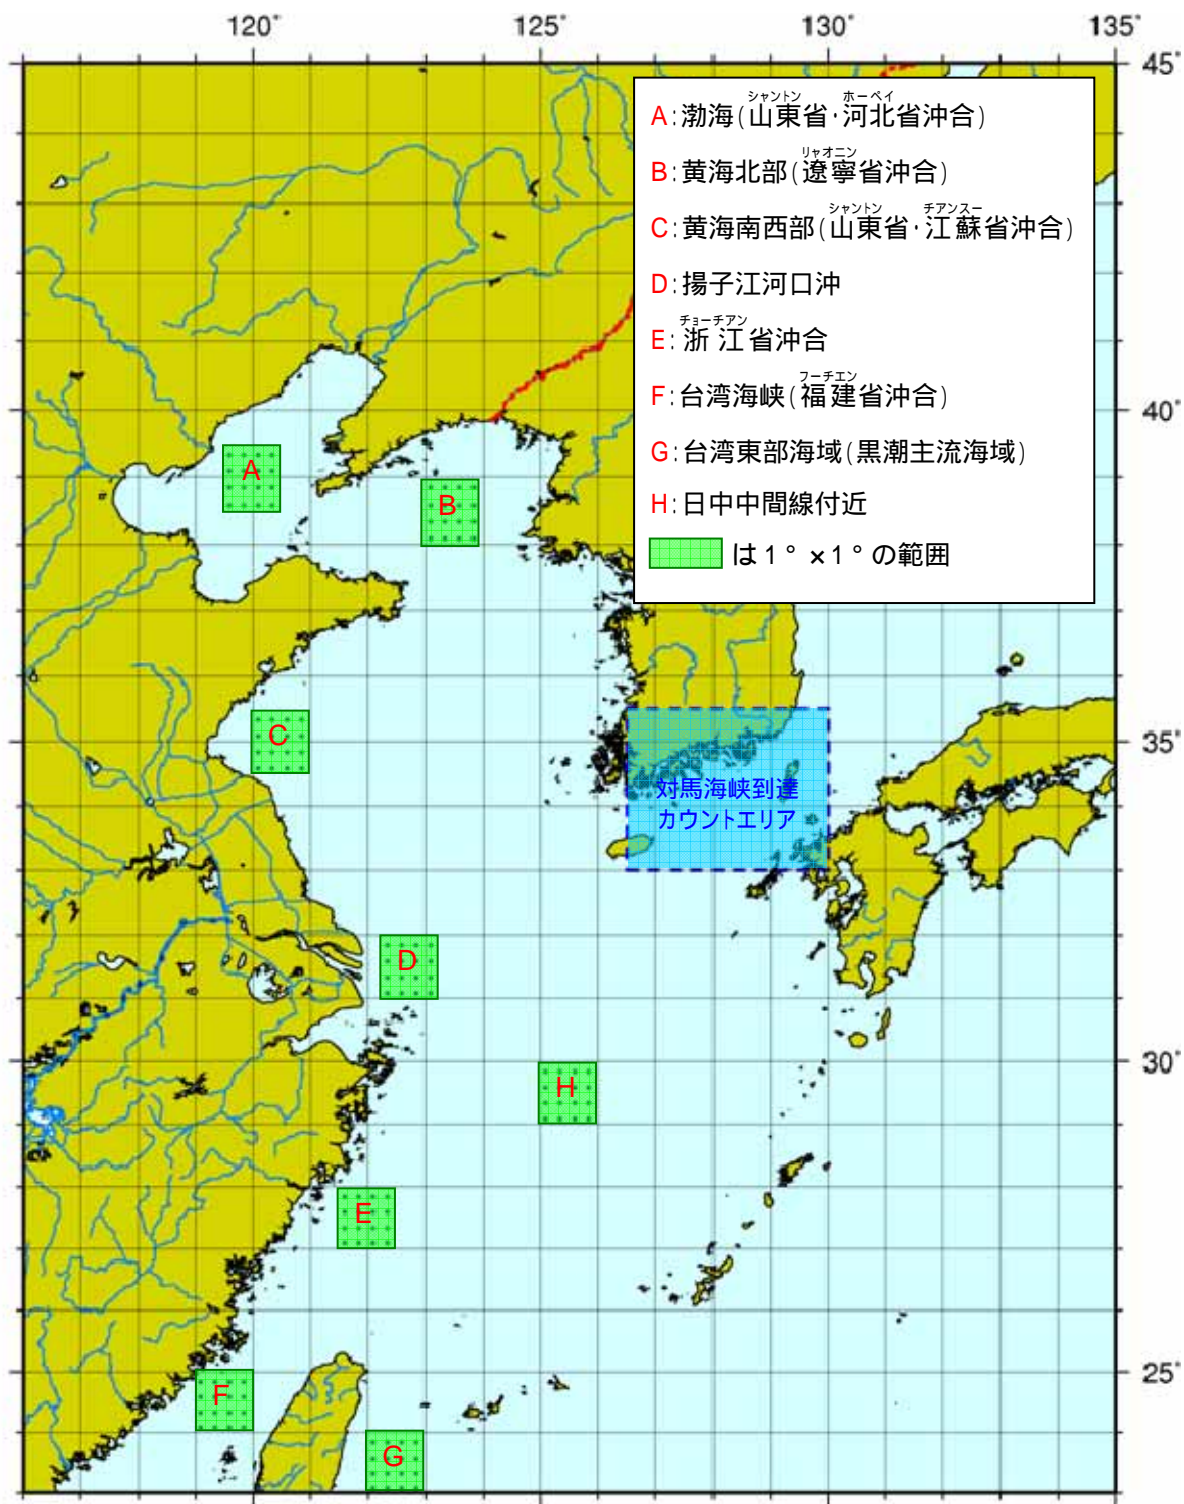 120° 125° 130° 135°
45°
シャントン ホーペイ
A:渤海(山東省・河北省沖合)
リャオニン
B:黄海北部(遼寧省沖合)
シャントン チアンスー
C:黄海南西部(山東省・江蘇省沖合)
D:揚子江河口沖
チョーチアン
E:浙江省沖合
フーチエン
F:台湾海峡(福建省沖合)
G:台湾東部海域(黒潮主流海域)
H:日中中間線付近
は1°×1°の範囲
40°
A
B
C
35°
対馬海峡到達
カウントエリア
D
30°
H
E
25°
F
G